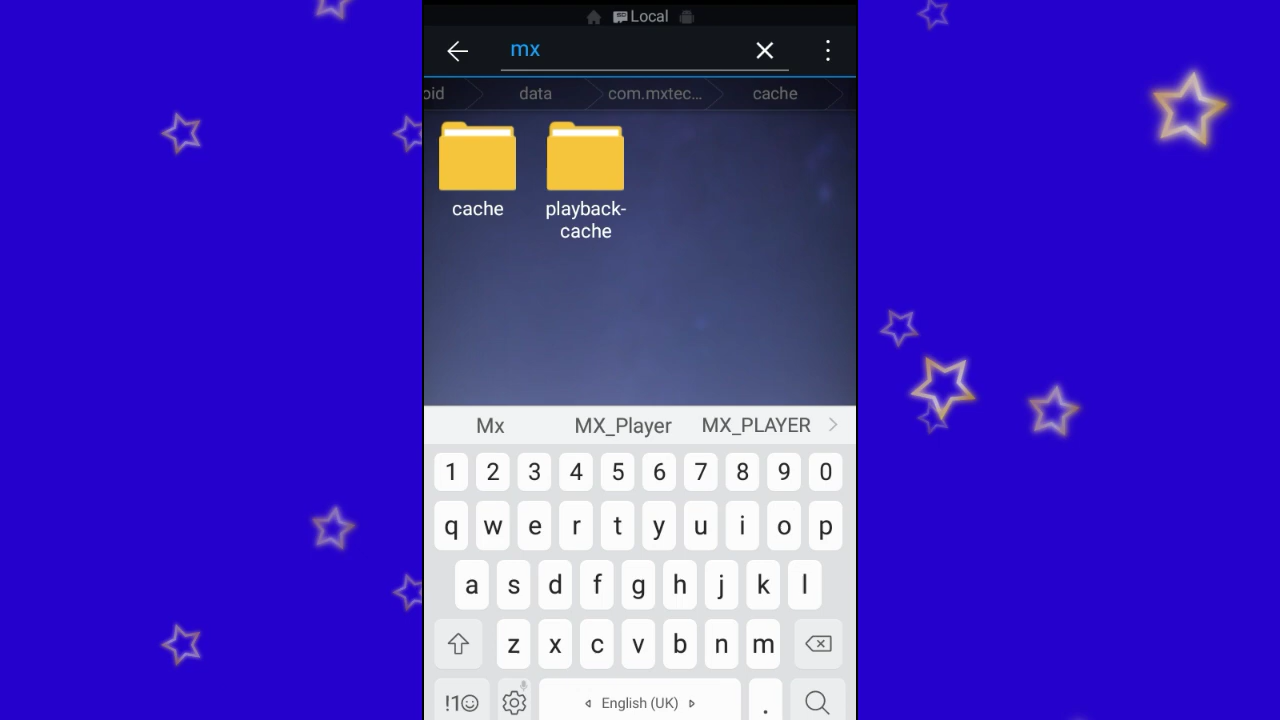 Local
mx
oid data com.mxtec... cache
cache playback-
cache
Mx MX_Player MX_PLAYER
1 2 3 4 5 6 7 8 9 0
q w e r t y u i o p
a s d f g h j k l
z x c v b n m
!1☺ English (UK) .